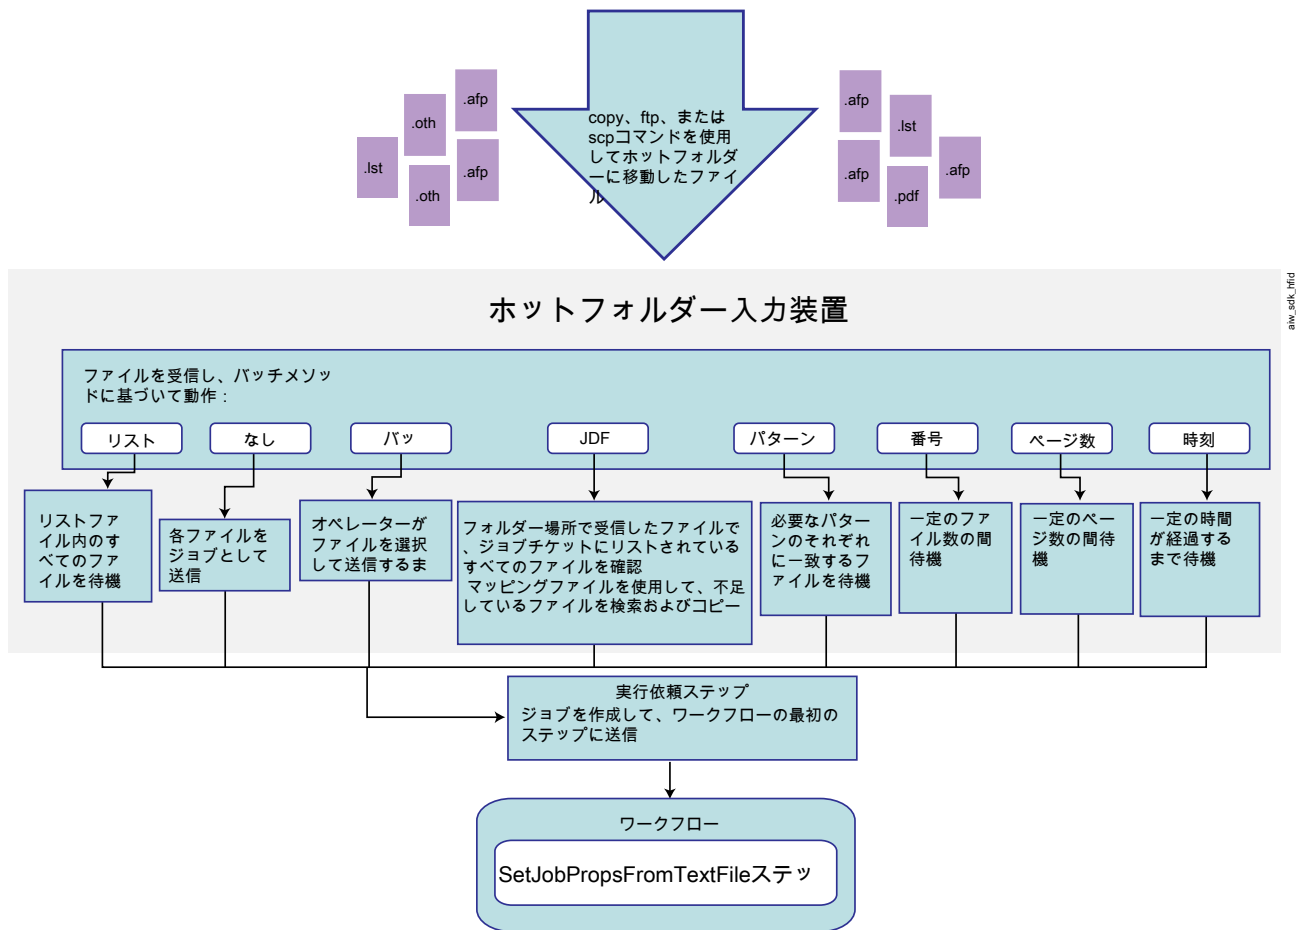 .afp
.oth
.lst
.afp
.oth
copy、ftp、または
scpコマンドを使用
してホットフォルダ
ーに移動したファイ
ル
.afp
.lst
.afp
.afp
.pdf
aiw_sdk_hfid
ホットフォルダー入力装置
ファイルを受信し、バッチメソッ
ドに基づいて動作：
リスト
なし
バッ
JDF
パターン
番号
ページ数
時刻
リストファ
イル内のす
べてのファ
イルを待機
各ファイルを
ジョブとして
送信
オペレーターが
ファイルを選択
して送信するま
フォルダー場所で受信したファイルで
、ジョブチケットにリストされている
すべてのファイルを確認
マッピングファイルを使用して、不足
しているファイルを検索およびコピー
必要なパター
ンのそれぞれ
に一致するフ
ァイルを待機
一定のファ
イル数の間
待機
一定のペー
ジ数の間待
機
一定の時間
が経過する
まで待機
実行依頼ステップ
ジョブを作成して、ワークフローの最初の
ステップに送信
ワークフロー
SetJobPropsFromTextFileステッ